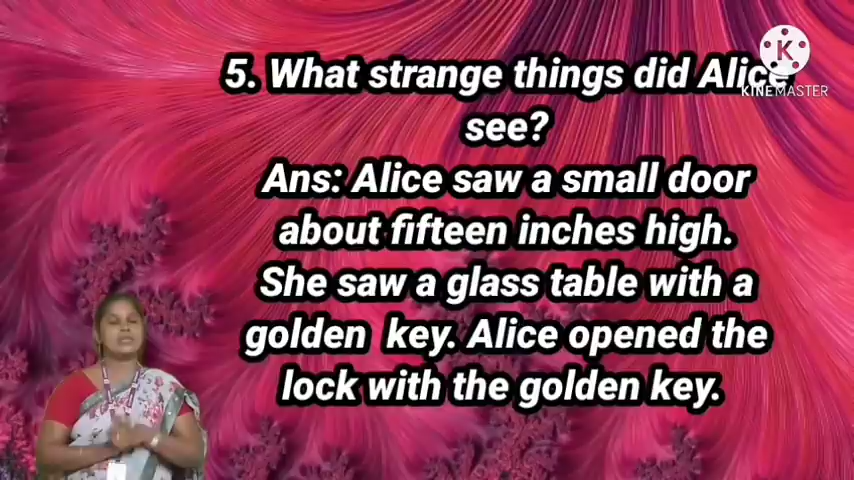 K
KINEMASTER
5. What strange things did Alice
see?
Ans: Alice saw a small door
about fifteen inches high.
She saw a glass table with a
golden key. Alice opened the
lock with the golden key.